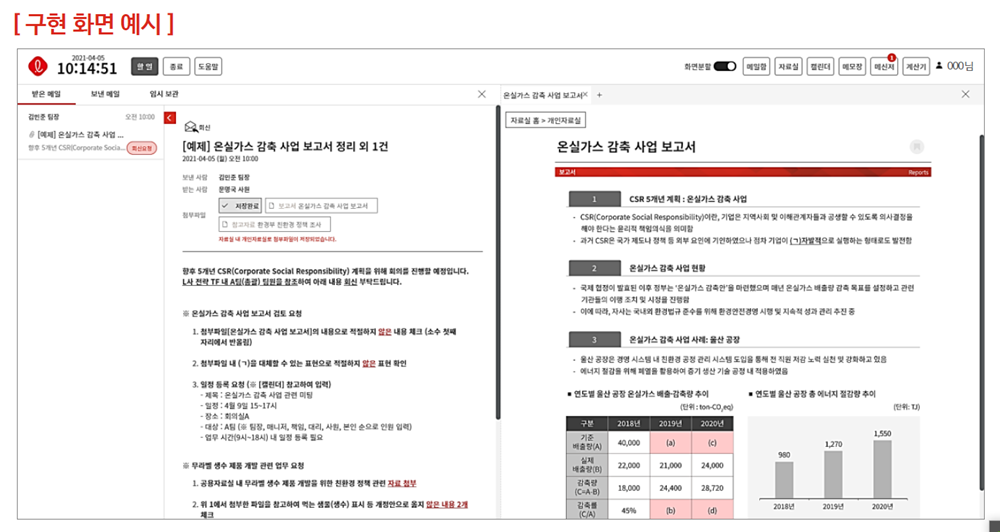 [ 구현 화면 예시 ]
2021-04-05
10:14:51
할 일
종료
도움말
화면분할
메일함
자료실
캘린더
메모장
메신저
1
계산기
OOO님
받은 메일
보낸 메일
임시 보관
김민준 팀장
오전 10:00
[예제] 온실가스 감축 사업 ...
향후 5개년 CSR(Corporate Socia...
회신요청
회신
[예제] 온실가스 감축 사업 보고서 정리 외 1건
2021-04-05 (월) 오전 10:00
보낸 사람 김민준 팀장
받는 사람 문명국 사원
첨부파일
저장완료
보고서 온실가스 감축 사업 보고서
참고자료 환경부 친환경 정책 조사
자료실 내 개인자료실로 첨부파일이 저장되었습니다.
향후 5개년 CSR(Corporate Social Responsibility) 계획을 위해 회의를 진행할 예정입니다.
L사 전략 TF 내 A팀(총괄) 팀원을 참조하여 아래 내용 회신 부탁드립니다.
※ 온실가스 감축 사업 보고서 검토 요청
1. 첨부파일[온실가스 감축 사업 보고서]의 내용으로 적절하지 않은 내용 체크 (소수 첫째
자리에서 반올림)
2. 첨부파일 내 (ㄱ)을 대체할 수 있는 표현으로 적절하지 않은 표현 확인
3. 일정 등록 요청 (※ [캘린더] 참고하여 입력)
- 제목 : 온실가스 감축 사업 관련 미팅
- 일정 : 4월 9일 15~17시
- 장소 : 회의실A
- 대상 : A팀 (※ 팀장, 매니저, 책임, 대리, 사원, 본인 순으로 인원 입력)
- 업무 시간(9시~18시) 내 일정 등록 필요
※ 무라벨 생수 제품 개발 관련 업무 요청
1. 공용자료실 내 무라벨 생수 제품 개발을 위한 친환경 정책 관련 자료 첨부
2. 위 1에서 첨부한 파일을 참고하여 먹는 샘물(생수) 표시 등 개정안으로 옳지 않은 내용 2개
체크
온실가스 감축 사업 보고서
자료실 홈 > 개인자료실
온실가스 감축 사업 보고서
보고서
Reports
1
CSR 5개년 계획 : 온실가스 감축 사업
- CSR(Corporate Social Responsibility)이란, 기업은 지역사회 및 이해관계자들과 공생할 수 있도록 의사결정을
해야 한다는 윤리적 책임의식을 의미함
- 과거 CSR은 국가 제도나 정책 등 외부 요인에 기인하였으나 점차 기업이 (ㄱ)자발적으로 실행하는 형태로도 발전함
2
온실가스 감축 사업 현황
- 국제 협정이 발효된 이후 정부는 '온실가스 감축안'을 마련했으며 매년 온실가스 배출량 감축 목표를 설정하고 관련
기관들의 이행 조치 및 시정을 진행함
- 이에 따라, 자사는 국내외 환경법규 준수를 위해 환경안전경영 시행 및 지속적 성과 관리 추진 중
3
온실가스 감축 사업 사례: 울산 공장
- 울산 공장은 경영 시스템 내 친환경 공정 관리 시스템 도입을 통해 전 직원 저감 노력 실천 및 강화하고 있음
- 에너지 절감을 위해 폐열을 활용하여 증기 생산 기술 공정 내 적용하였음
■ 연도별 울산 공장 온실가스 배출·감축량 추이
(단위 : ton-CO2eq)
구분 2018년 2019년 2020년
기준
배출량(A) 40,000 (a) (c)
실제
배출량(B) 22,000 21,000 24,000
감축량
(C=A-B) 18,000 24,400 28,720
감축률
(C/A) 45% (b) (d)
■ 연도별 울산 공장 총 에너지 절감량 추이
(단위: TJ)
980
1,270
1,550
2018년 2019년 2020년